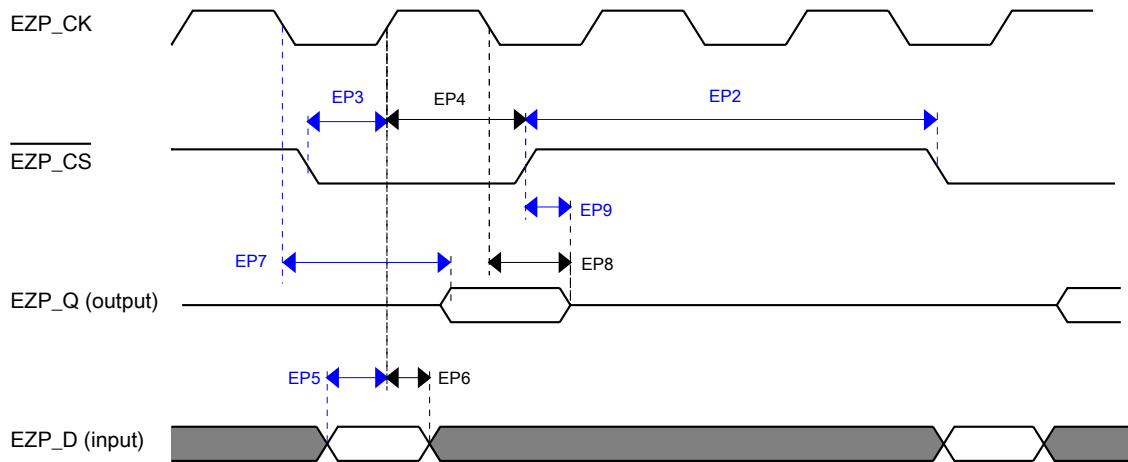 EZP_CK
EP3
EP4
EP2
EZP_CS
EP9
EP7
EP8
EZP_Q (output)
EP5
EP6
EZP_D (input)